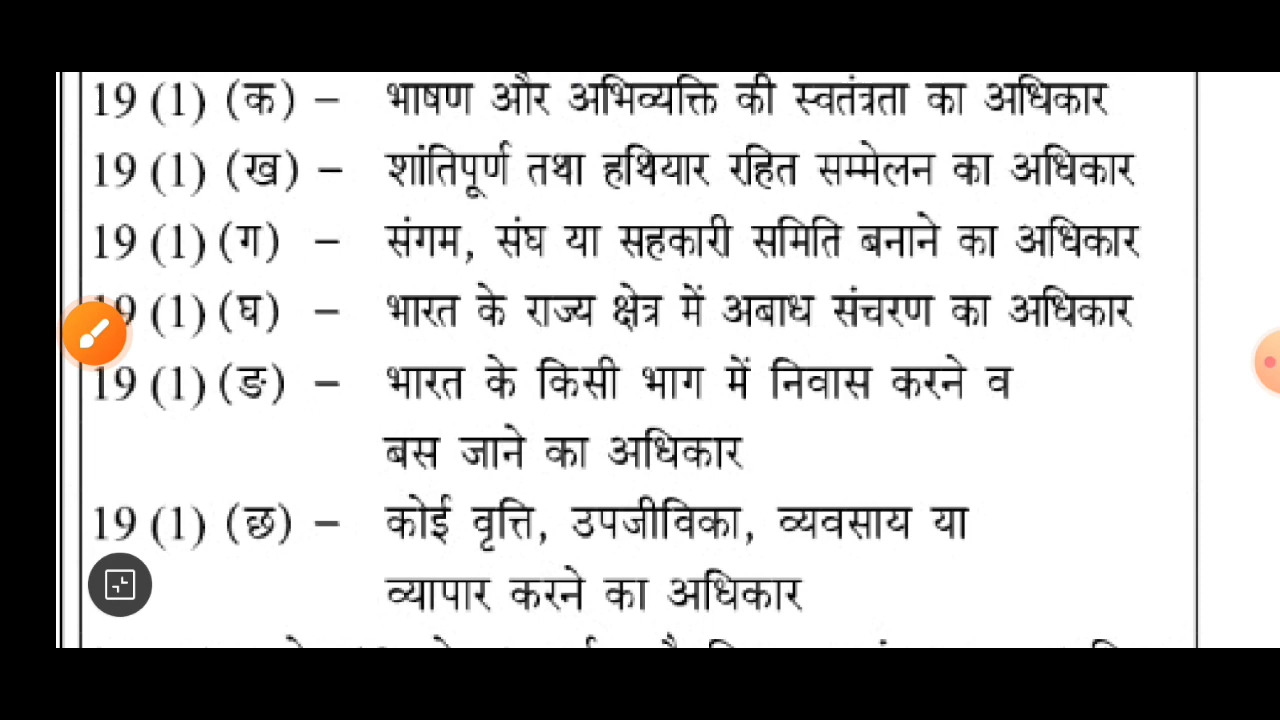 19 (1) (क) – भाषण और अभिव्यक्ति की स्वतंत्रता का अधिकार
19 (1) (ख) – शांतिपूर्ण तथा हथियार रहित सम्मेलन का अधिकार
19 (1) (ग) – संगम, संघ या सहकारी समिति बनाने का अधिकार
19 (1) (घ) – भारत के राज्य क्षेत्र में अबाध संचरण का अधिकार
19 (1) (ङ) – भारत के किसी भाग में निवास करने व
बस जाने का अधिकार
19 (1) (छ) – कोई वृत्ति, उपजीविका, व्यवसाय या
व्यापार करने का अधिकार